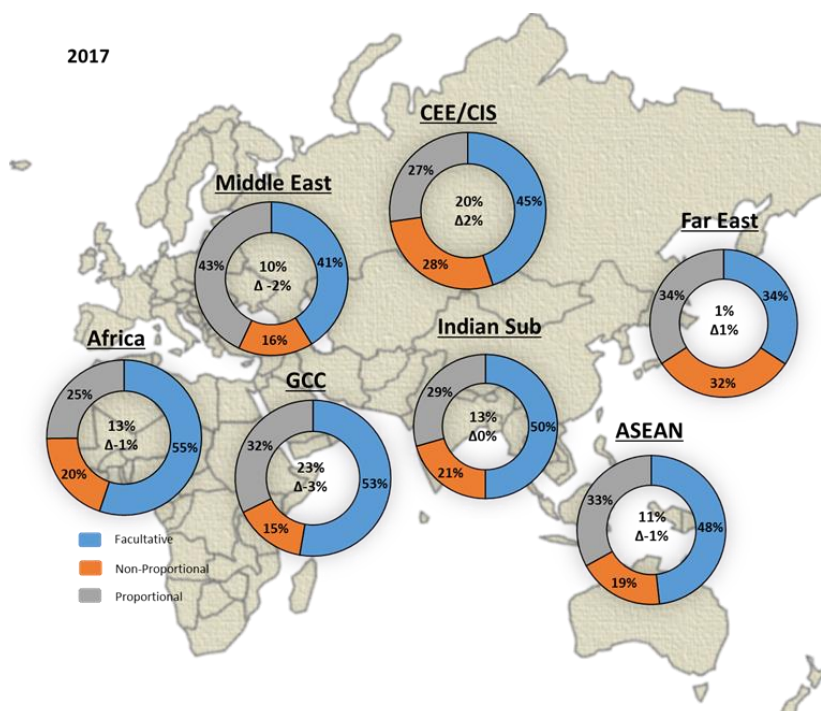 2017
CEE/CIS
27%
45%
28%
20%
Δ2%
Middle East
43%
41%
16%
10%
Δ -2%
Far East
34%
34%
32%
1%
Δ1%
Africa
25%
55%
20%
13%
Δ-1%
GCC
32%
53%
15%
23%
Δ-3%
Indian Sub
29%
50%
21%
13%
Δ0%
ASEAN
33%
48%
19%
11%
Δ-1%
Facultative
Non-Proportional
Proportional